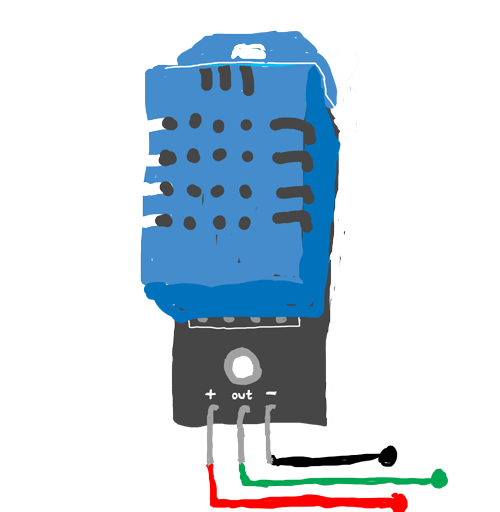 + out -